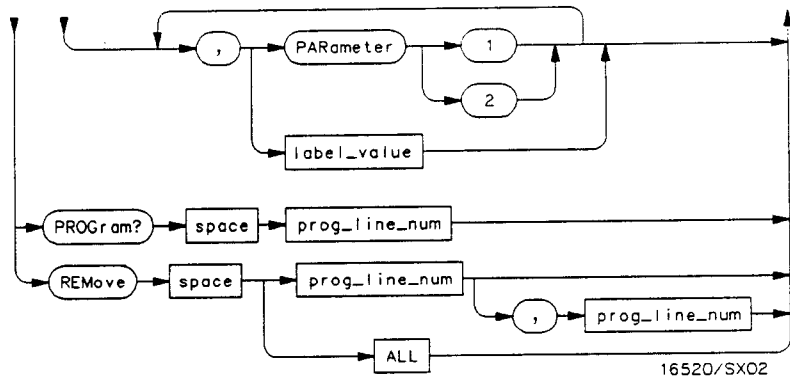 , PARameter 1
2
label_value
PROGram? space prog_line_num
REMove space prog_line_num
, prog_line_num
ALL
16520/SX02